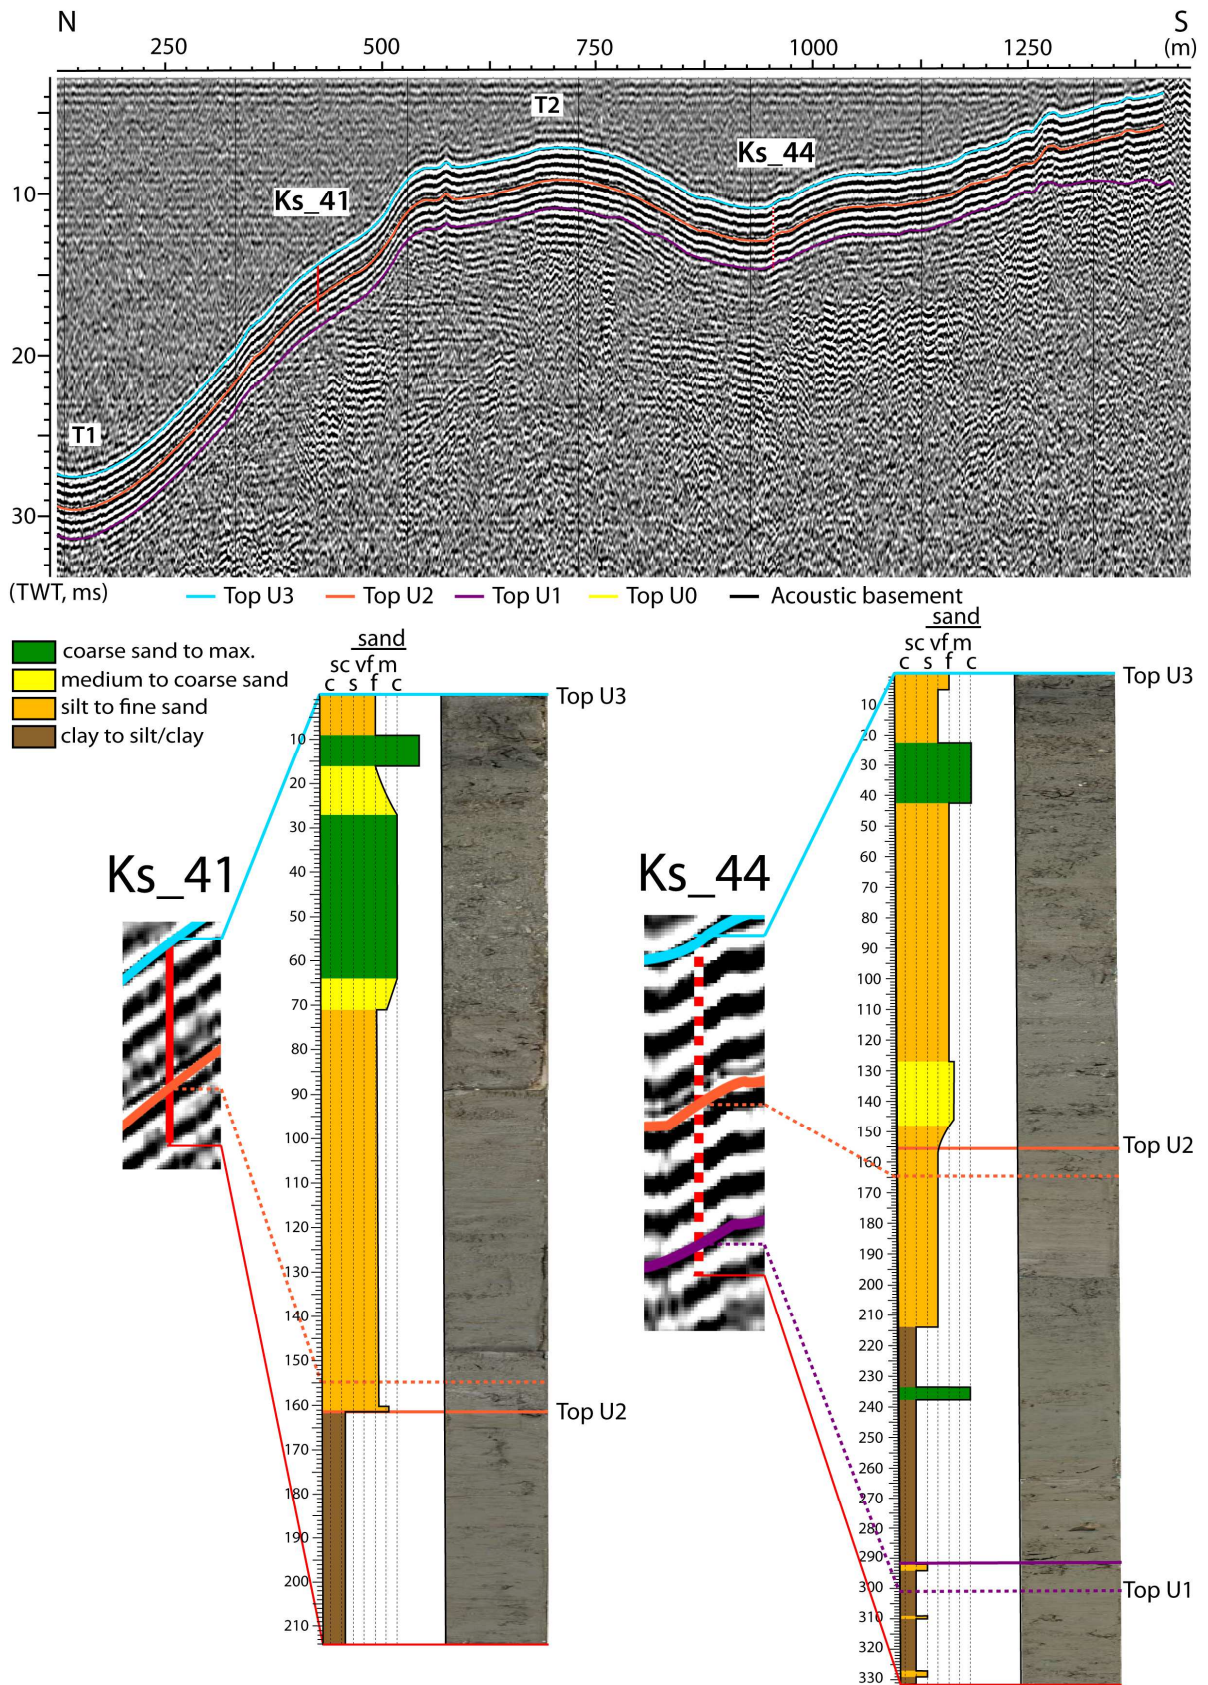 N S
250 500 750 1000 1250 (m)
T2
Ks_44
10
Ks_41
20
T1
30
(TWT, ms) Top U3 Top U2 Top U1 Top U0 Acoustic basement
coarse sand to max.
medium to coarse sand
silt to fine sand
clay to silt/clay
sand
sc vf m
c s f c
Top U3
10
20
30
40
50
60
70
80
90
100
110
120
130
140
150
160
170
180
190
200
210
Top U2
Ks_41
sand
sc vf m
c s f c
Top U3
10
20
30
40
50
60
70
80
90
100
110
120
130
140
150
160
170
180
190
200
210
220
230
240
250
260
270
280
290
300
310
320
330
Top U2
Top U1
Ks_44